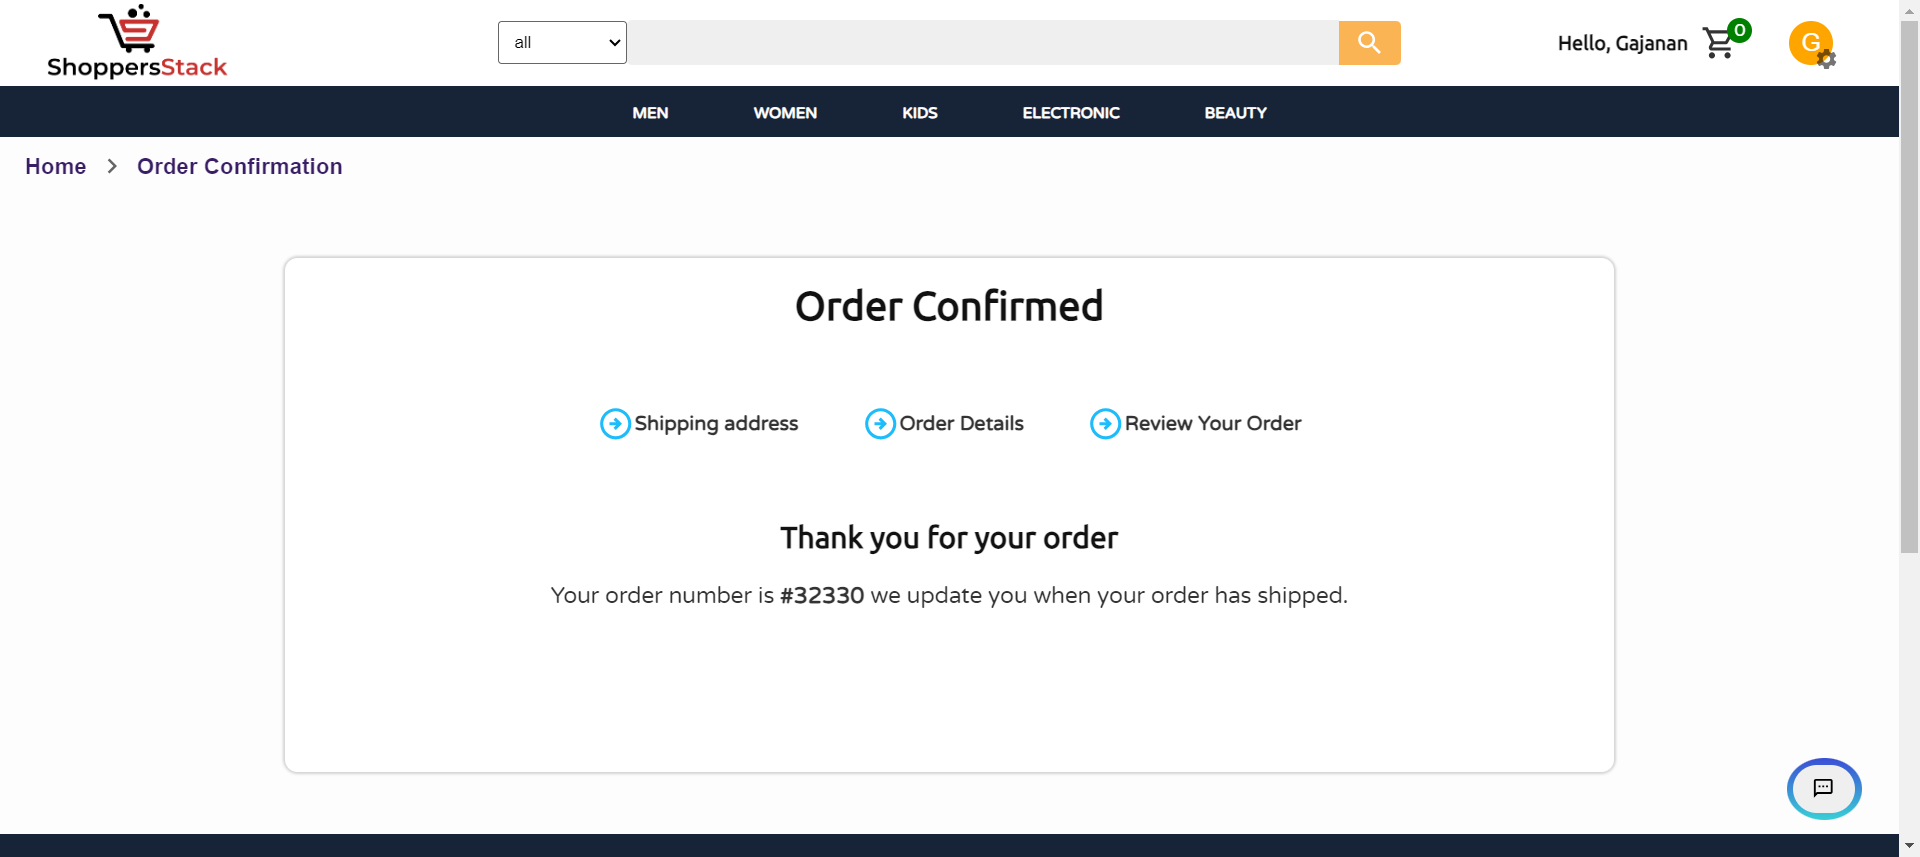 ShoppersStack
all
Hello, Gajanan
0
G
MEN WOMEN KIDS ELECTRONIC BEAUTY
Home > Order Confirmation
Order Confirmed
Shipping address Order Details Review Your Order
Thank you for your order
Your order number is #32330 we update you when your order has shipped.